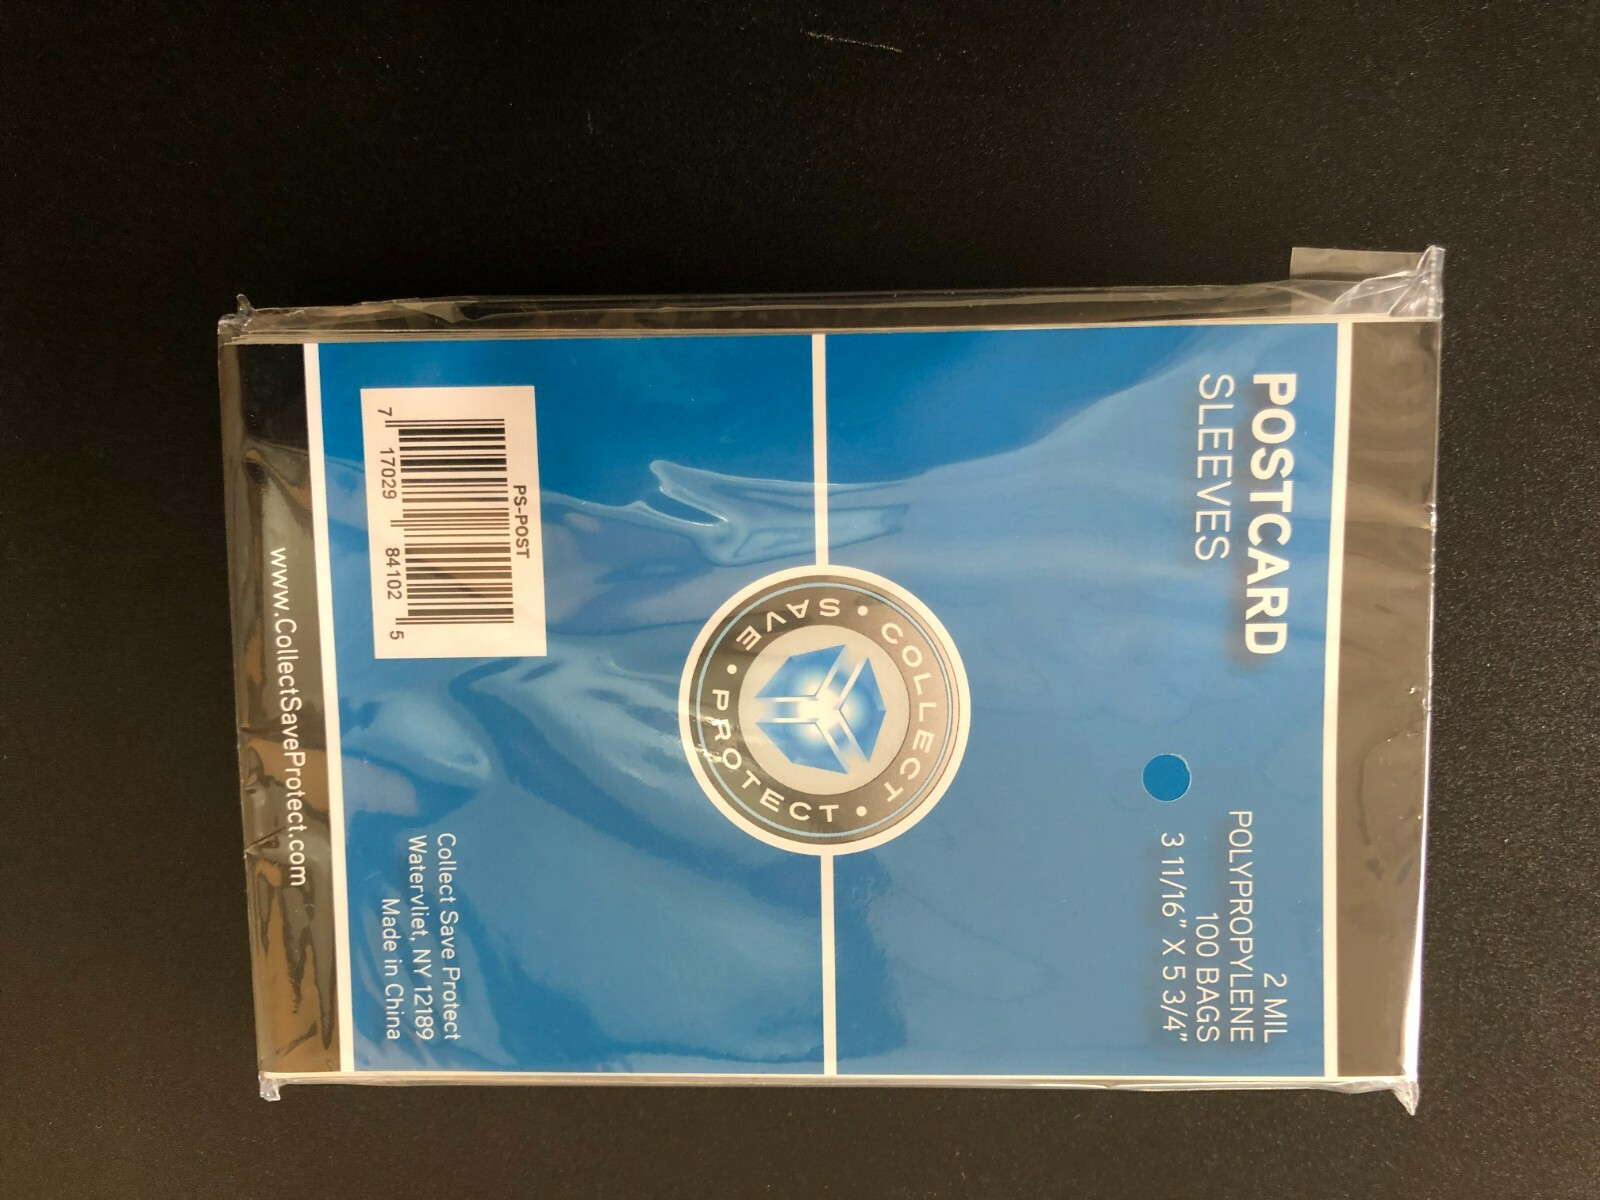 POSTCARD
SLEEVES
2 MIL
POLYPROPYLENE
100 BAGS
3 11/16" X 5 3/4"
COLLECT • SAVE • PROTECT •
PS-POST
7 17029 84102 5
Collect Save Protect
Watervliet, NY 12189
Made in China
www.CollectSaveProtect.com